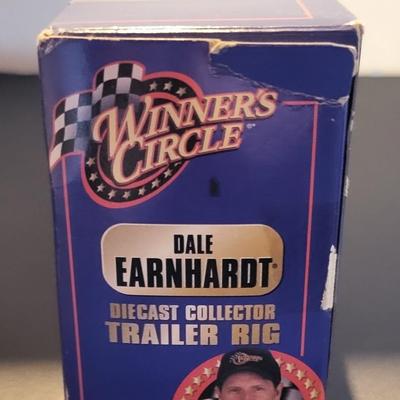 WINNER'S
CIRCLE®
DALE
EARNHARDT®
DIECAST COLLECTOR
TRAILER RIG